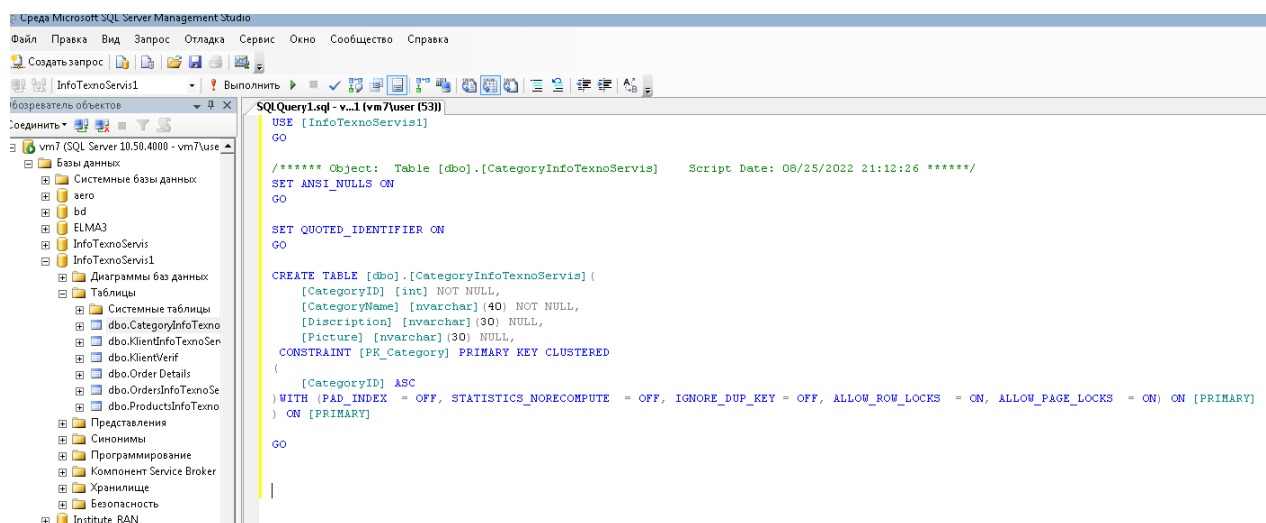 Среда Microsoft SQL Server Management Studio
Файл Правка Вид Запрос Отладка Сервис Окно Сообщество Справка
Создать запрос
InfoTexnoServis1 Выполнить
Обозреватель объектов
SQLQuery1.sql - v...1 (vm7\user (53))
Соединить
vm7 (SQL Server 10.50.4000 - vm7\use
Базы данных
Системные базы данных
aero
bd
ELMA3
InfoTexnoServis
InfoTexnoServis1
Диаграммы баз данных
Таблицы
Системные таблицы
dbo.CategoryInfoTexno
dbo.KlientInfoTexnoSer
dbo.KlientVerif
dbo.Order Details
dbo.OrdersInfoTexnoSe
dbo.ProductsInfoTexno
Представления
Синонимы
Программирование
Компонент Service Broker
Хранилище
Безопасность
Institute_RAN
USE [InfoTexnoServis1]
GO
/****** Object:  Table [dbo].[CategoryInfoTexnoServis]    Script Date: 08/25/2022 21:12:26 ******/
SET ANSI_NULLS ON
GO
SET QUOTED_IDENTIFIER ON
GO
CREATE TABLE [dbo].[CategoryInfoTexnoServis](
[CategoryID] [int] NOT NULL,
[CategoryName] [nvarchar](40) NOT NULL,
[Discription] [nvarchar](30) NULL,
[Picture] [nvarchar](30) NULL,
CONSTRAINT [PK_Category] PRIMARY KEY CLUSTERED
(
[CategoryID] ASC
)WITH (PAD_INDEX  = OFF, STATISTICS_NORECOMPUTE  = OFF, IGNORE_DUP_KEY = OFF, ALLOW_ROW_LOCKS  = ON, ALLOW_PAGE_LOCKS  = ON) ON [PRIMARY]
) ON [PRIMARY]
GO